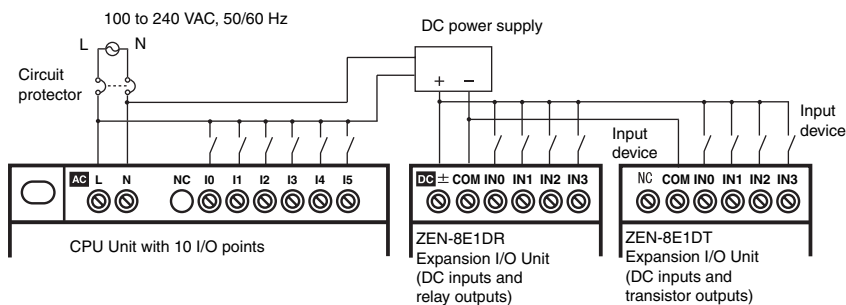 100 to 240 VAC, 50/60 Hz
L N
Circuit
protector
DC power supply
+ −
Input
device
Input
device
AC L N NC I0 I1 I2 I3 I4 I5
DC ± COM IN0 IN1 IN2 IN3
NC COM IN0 IN1 IN2 IN3
CPU Unit with 10 I/O points
ZEN-8E1DR
Expansion I/O Unit
(DC inputs and
relay outputs)
ZEN-8E1DT
Expansion I/O Unit
(DC inputs and
transistor outputs)